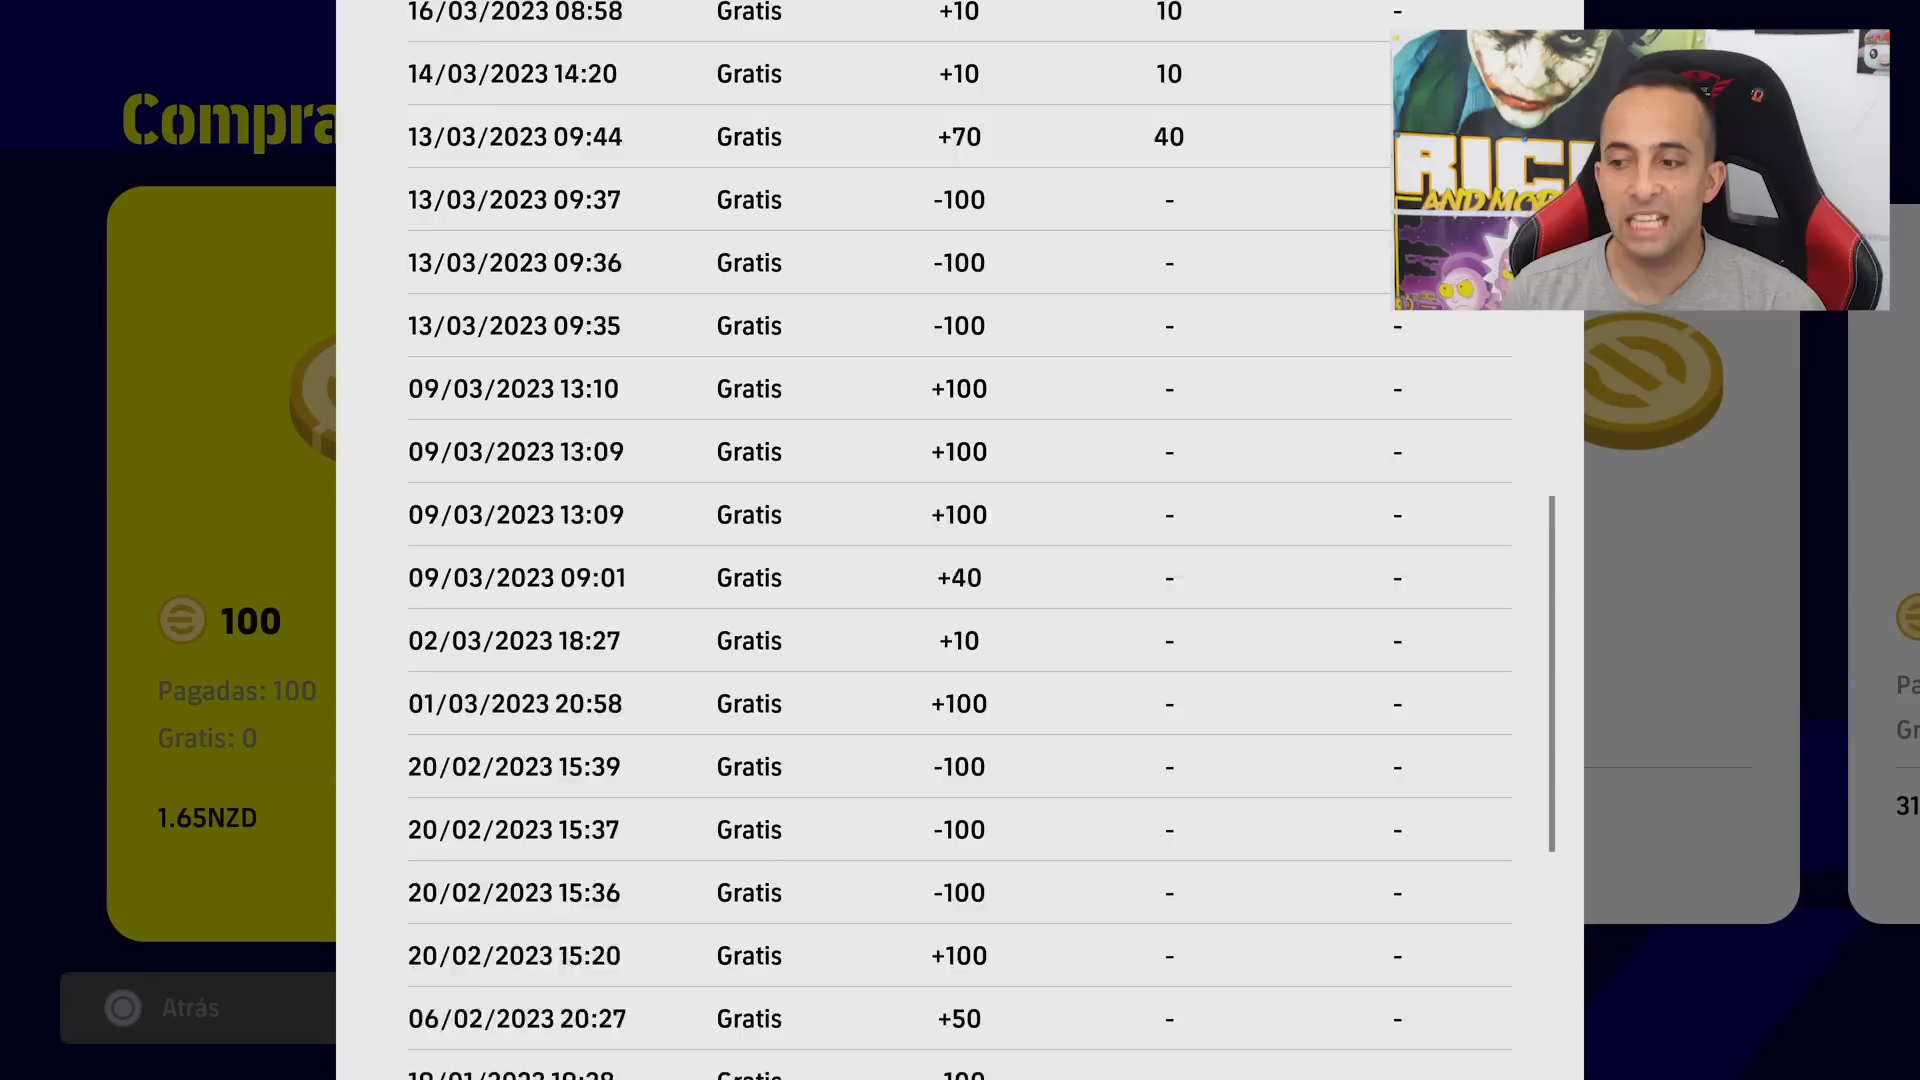 16/03/2023 08:58 Gratis +10 10 -
14/03/2023 14:20 Gratis +10 10
13/03/2023 09:44 Gratis +70 40
13/03/2023 09:37 Gratis -100 -
13/03/2023 09:36 Gratis -100 -
13/03/2023 09:35 Gratis -100 - -
09/03/2023 13:10 Gratis +100 - -
09/03/2023 13:09 Gratis +100 - -
09/03/2023 13:09 Gratis +100 - -
09/03/2023 09:01 Gratis +40 - -
02/03/2023 18:27 Gratis +10 - -
01/03/2023 20:58 Gratis +100 - -
20/02/2023 15:39 Gratis -100 - -
20/02/2023 15:37 Gratis -100 - -
20/02/2023 15:36 Gratis -100 - -
20/02/2023 15:20 Gratis +100 - -
06/02/2023 20:27 Gratis +50 - -
Compra
100
Pagadas: 100
Gratis: 0
1.65NZD
Atrás
Pa
Gr
31
RICK
AND MOR